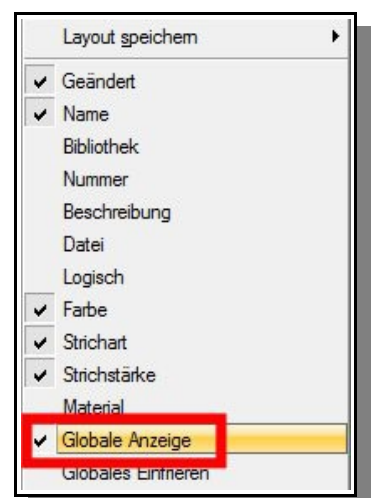 Layout speichern
Geändert
Name
Bibliothek
Nummer
Beschreibung
Datei
Logisch
Farbe
Strichart
Strichstärke
Material
Globale Anzeige
Globales Einfrieren